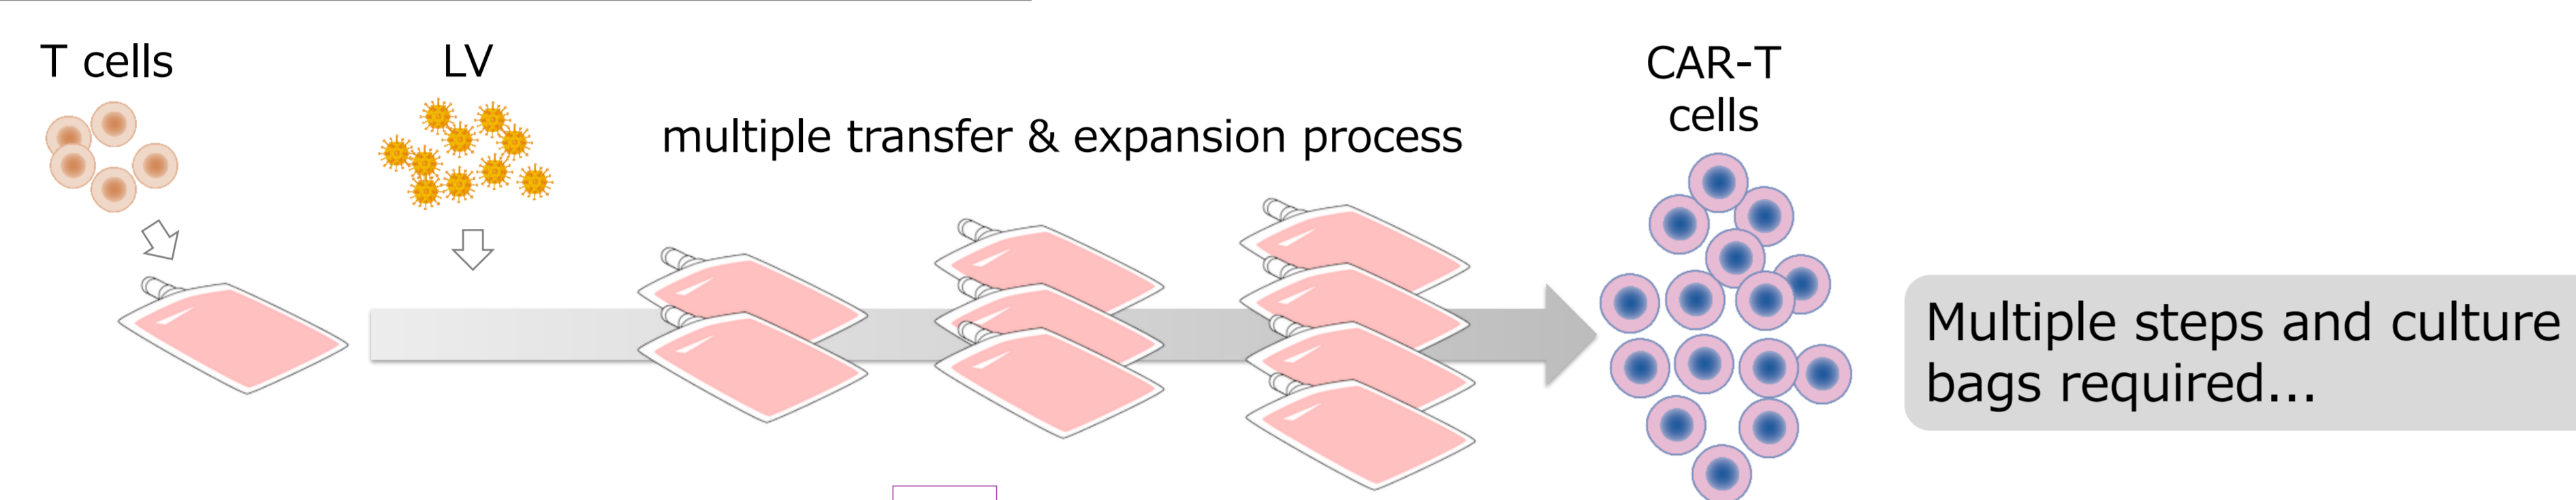 T cells
LV
multiple transfer & expansion process
CAR-T
cells
Multiple steps and culture
bags required...